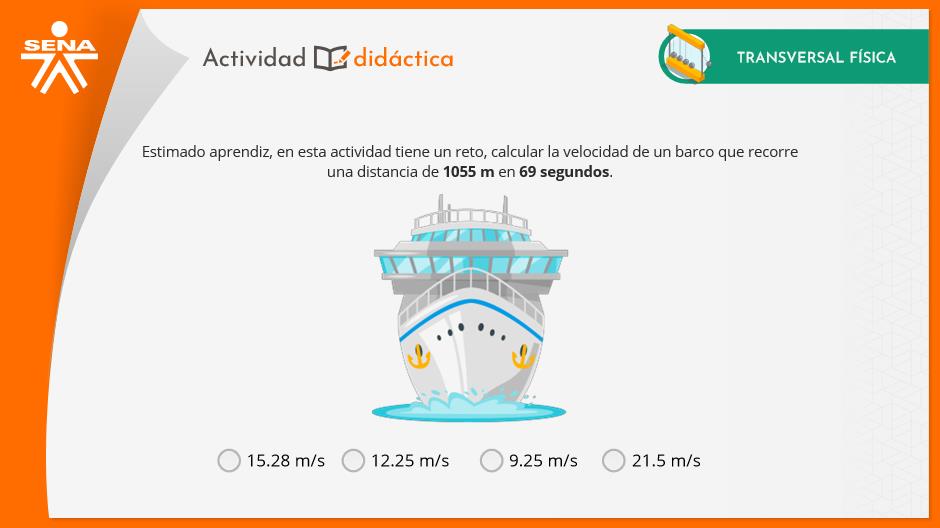 SENA
Actividad didáctica
TRANSVERSAL FÍSICA
Estimado aprendiz, en esta actividad tiene un reto, calcular la velocidad de un barco que recorre
una distancia de 1055 m en 69 segundos.
15.28 m/s 12.25 m/s 9.25 m/s 21.5 m/s